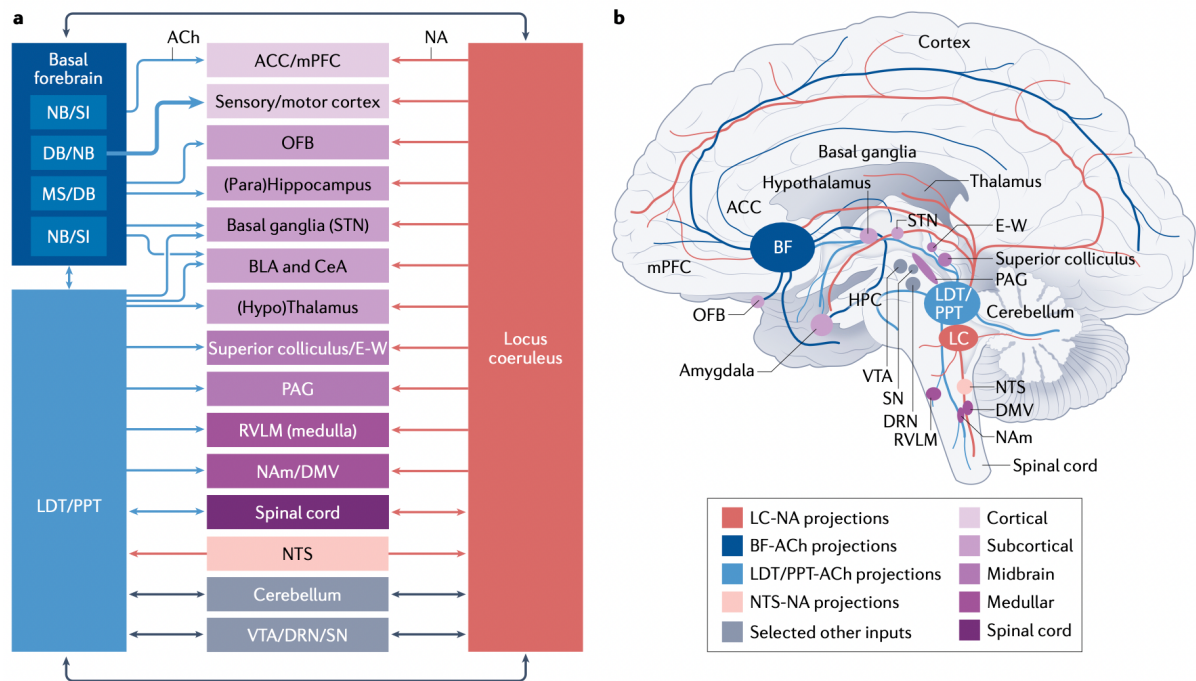 a
ACh
NA
Basal
forebrain
NB/SI
DB/NB
MS/DB
NB/SI
LDT/PPT
ACC/mPFC
Sensory/motor cortex
OFB
(Para)Hippocampus
Basal ganglia (STN)
BLA and CeA
(Hypo)Thalamus
Superior colliculus/E-W
PAG
RVLM (medulla)
NAm/DMV
Spinal cord
NTS
Cerebellum
VTA/DRN/SN
Locus
coeruleus
b
Cortex
Basal ganglia
Hypothalamus
Thalamus
ACC
STN
E-W
BF
Superior colliculus
mPFC
PAG
HPC
LDT/
PPT
Cerebellum
OFB
LC
Amygdala
VTA
SN
DRN
RVLM
NTS
DMV
NAm
Spinal cord
LC-NA projections
BF-ACh projections
LDT/PPT-ACh projections
NTS-NA projections
Selected other inputs
Cortical
Subcortical
Midbrain
Medullar
Spinal cord